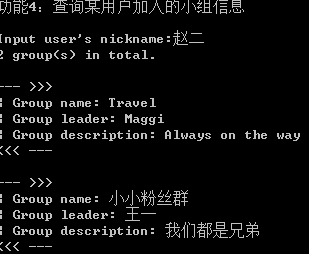 功能4：查询某用户加入的小组信息
Input user's nickname:赵二
2 group(s) in total.
--- >>>
¦ Group name: Travel
¦ Group leader: Maggi
¦ Group description: Always on the way
<<< ---
--- >>>
¦ Group name: 小小粉丝群
¦ Group leader: 王一
¦ Group description: 我们都是兄弟
<<< ---